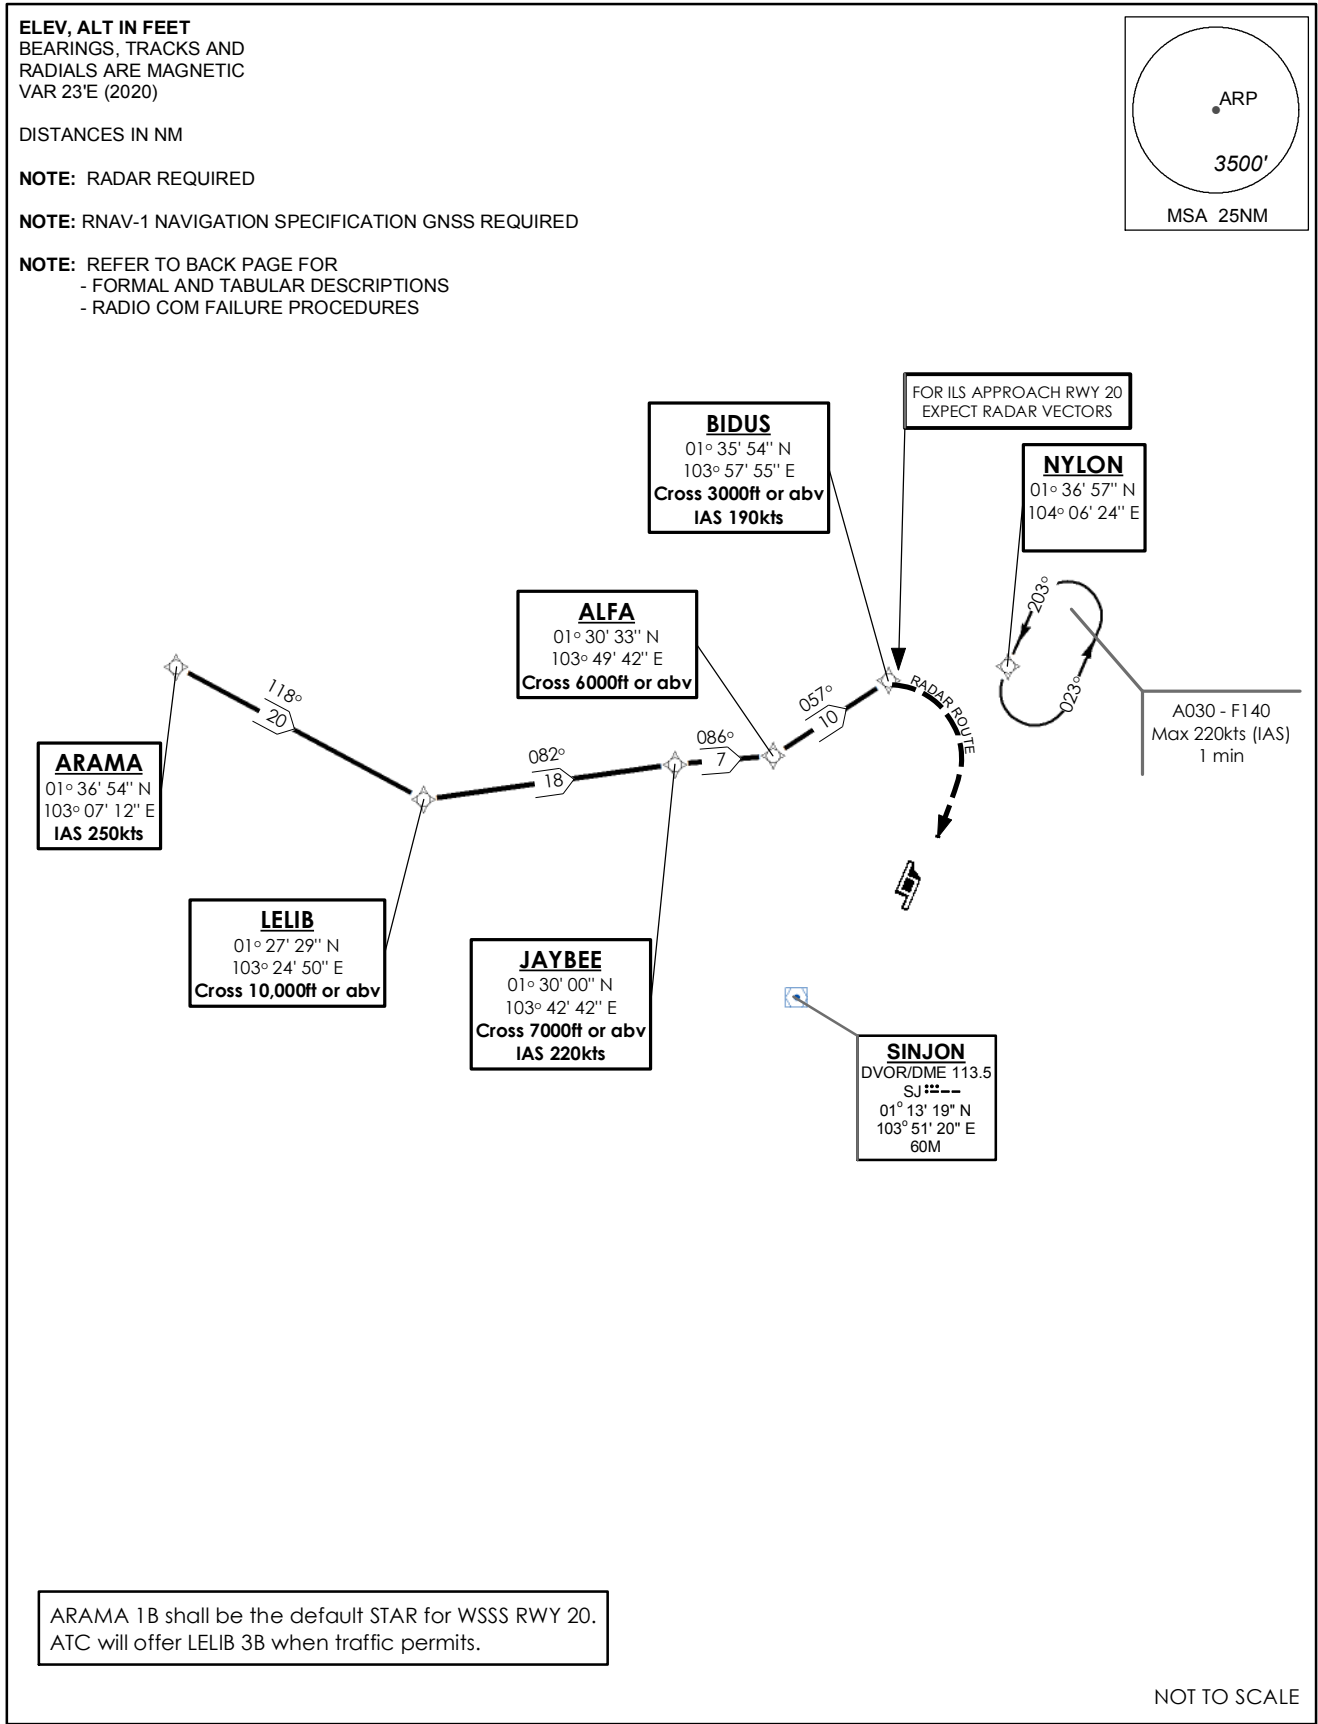 ELEV, ALT IN FEET
BEARINGS, TRACKS AND
RADIALS ARE MAGNETIC
VAR 23'E (2020)
DISTANCES IN NM
NOTE: RADAR REQUIRED
NOTE: RNAV-1 NAVIGATION SPECIFICATION GNSS REQUIRED
NOTE: REFER TO BACK PAGE FOR
- FORMAL AND TABULAR DESCRIPTIONS
- RADIO COM FAILURE PROCEDURES
ARP
3500'
MSA 25NM
FOR ILS APPROACH RWY 20
EXPECT RADAR VECTORS
BIDUS
01° 35' 54" N
103° 57' 55" E
Cross 3000ft or abv
IAS 190kts
NYLON
01° 36' 57" N
104° 06' 24" E
ALFA
01° 30' 33" N
103° 49' 42" E
Cross 6000ft or abv
203°
023°
A030 - F140
Max 220kts (IAS)
1 min
RADAR ROUTE
118°
20
082°
18
086°
7
057°
10
ARAMA
01° 36' 54" N
103° 07' 12" E
IAS 250kts
LELIB
01° 27' 29" N
103° 24' 50" E
Cross 10,000ft or abv
JAYBEE
01° 30' 00" N
103° 42' 42" E
Cross 7000ft or abv
IAS 220kts
SINJON
DVOR/DME 113.5
SJ
01° 13' 19" N
103° 51' 20" E
60M
ARAMA 1B shall be the default STAR for WSSS RWY 20.
ATC will offer LELIB 3B when traffic permits.
NOT TO SCALE